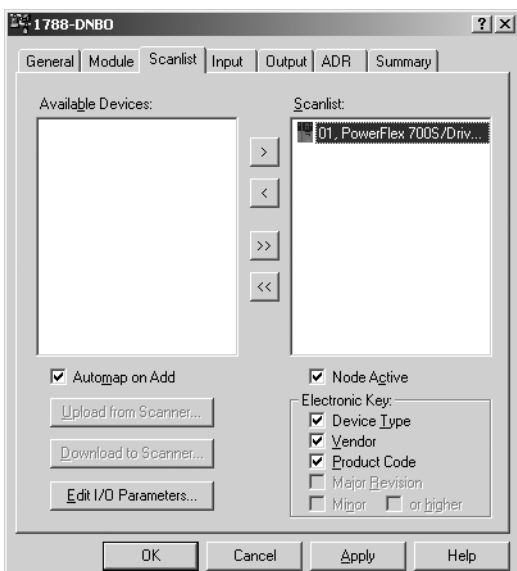 1788-DNBO
General Module Scanlist Input Output ADR Summary
Available Devices:
Scanlist:
01, PowerFlex 700S/Driv...
>
<
>>
<<
Automap on Add
Node Active
Upload from Scanner...
Download to Scanner...
Edit I/O Parameters...
Electronic Key:
Device Type
Vendor
Product Code
Major Revision
Minor or higher
OK Cancel Apply Help